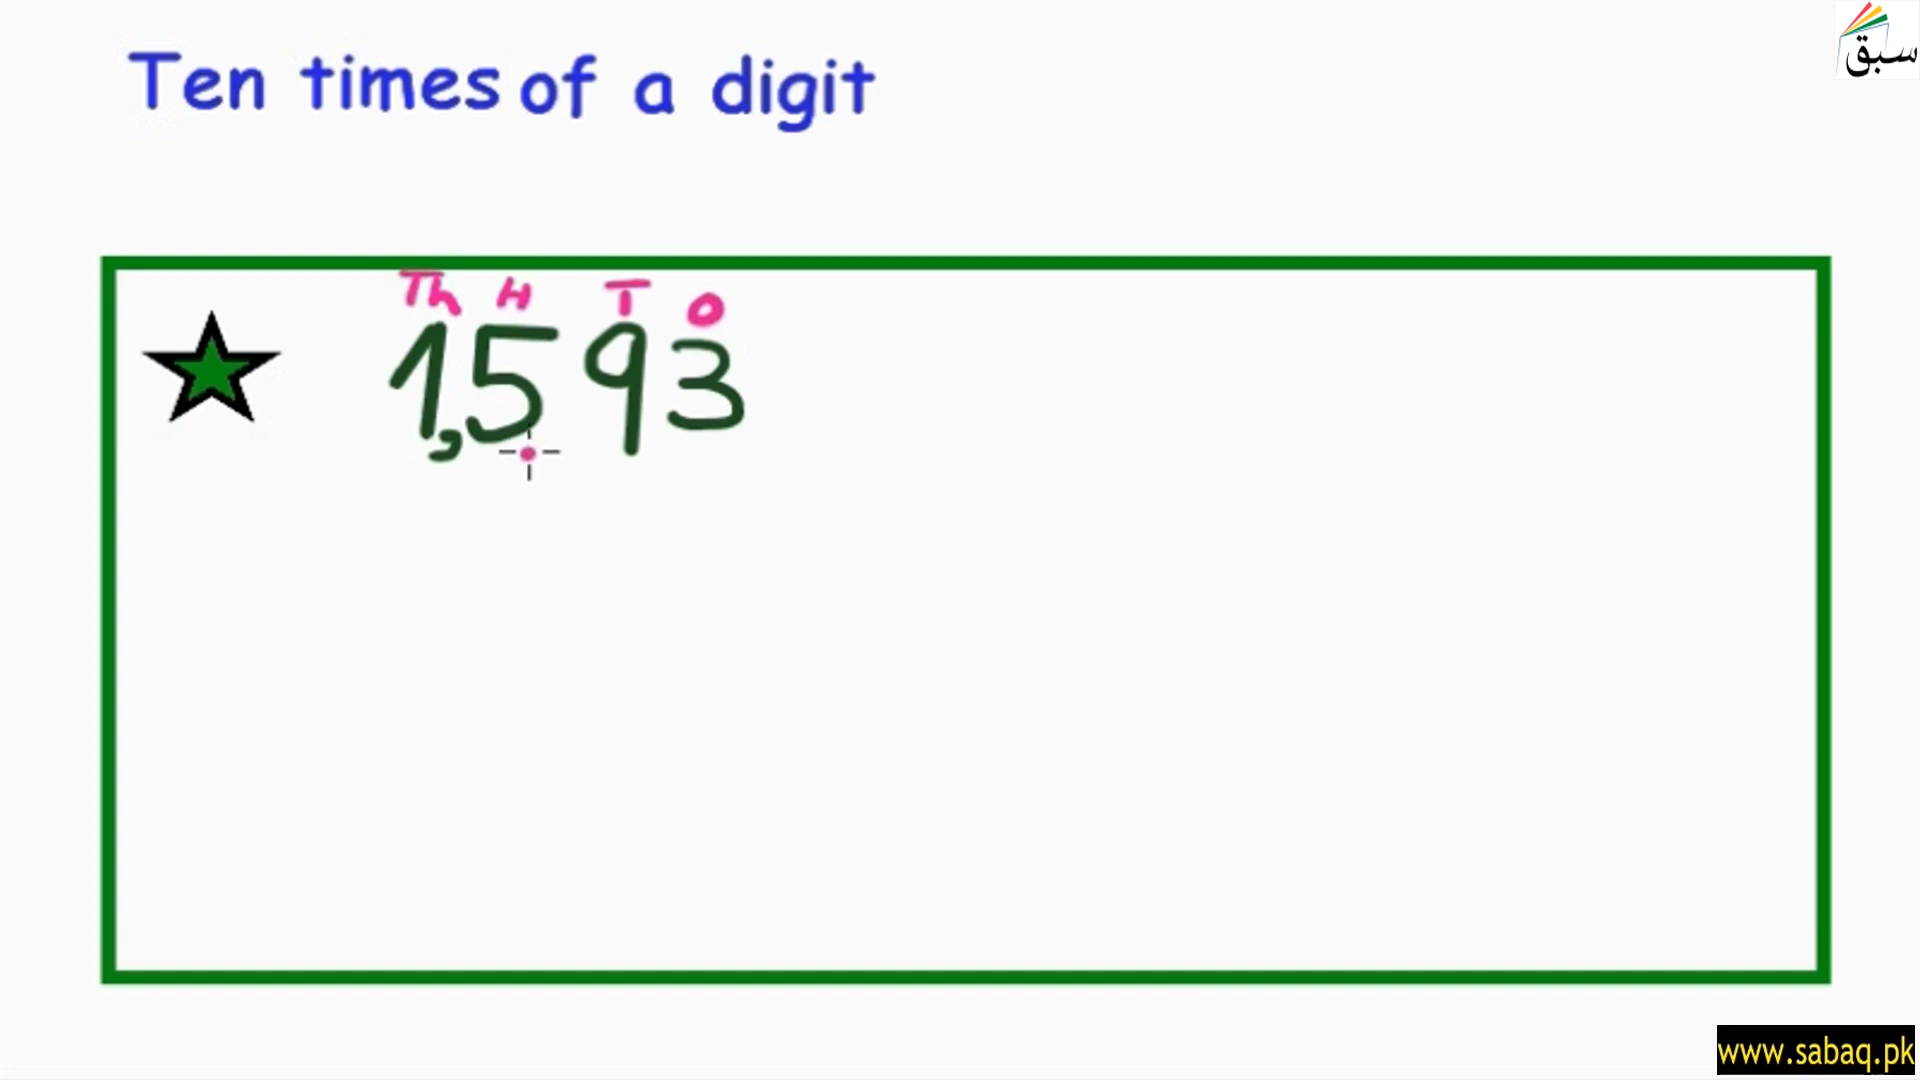 سبق
Ten times of a digit
Th H T O
1,593
www.sabaq.pk